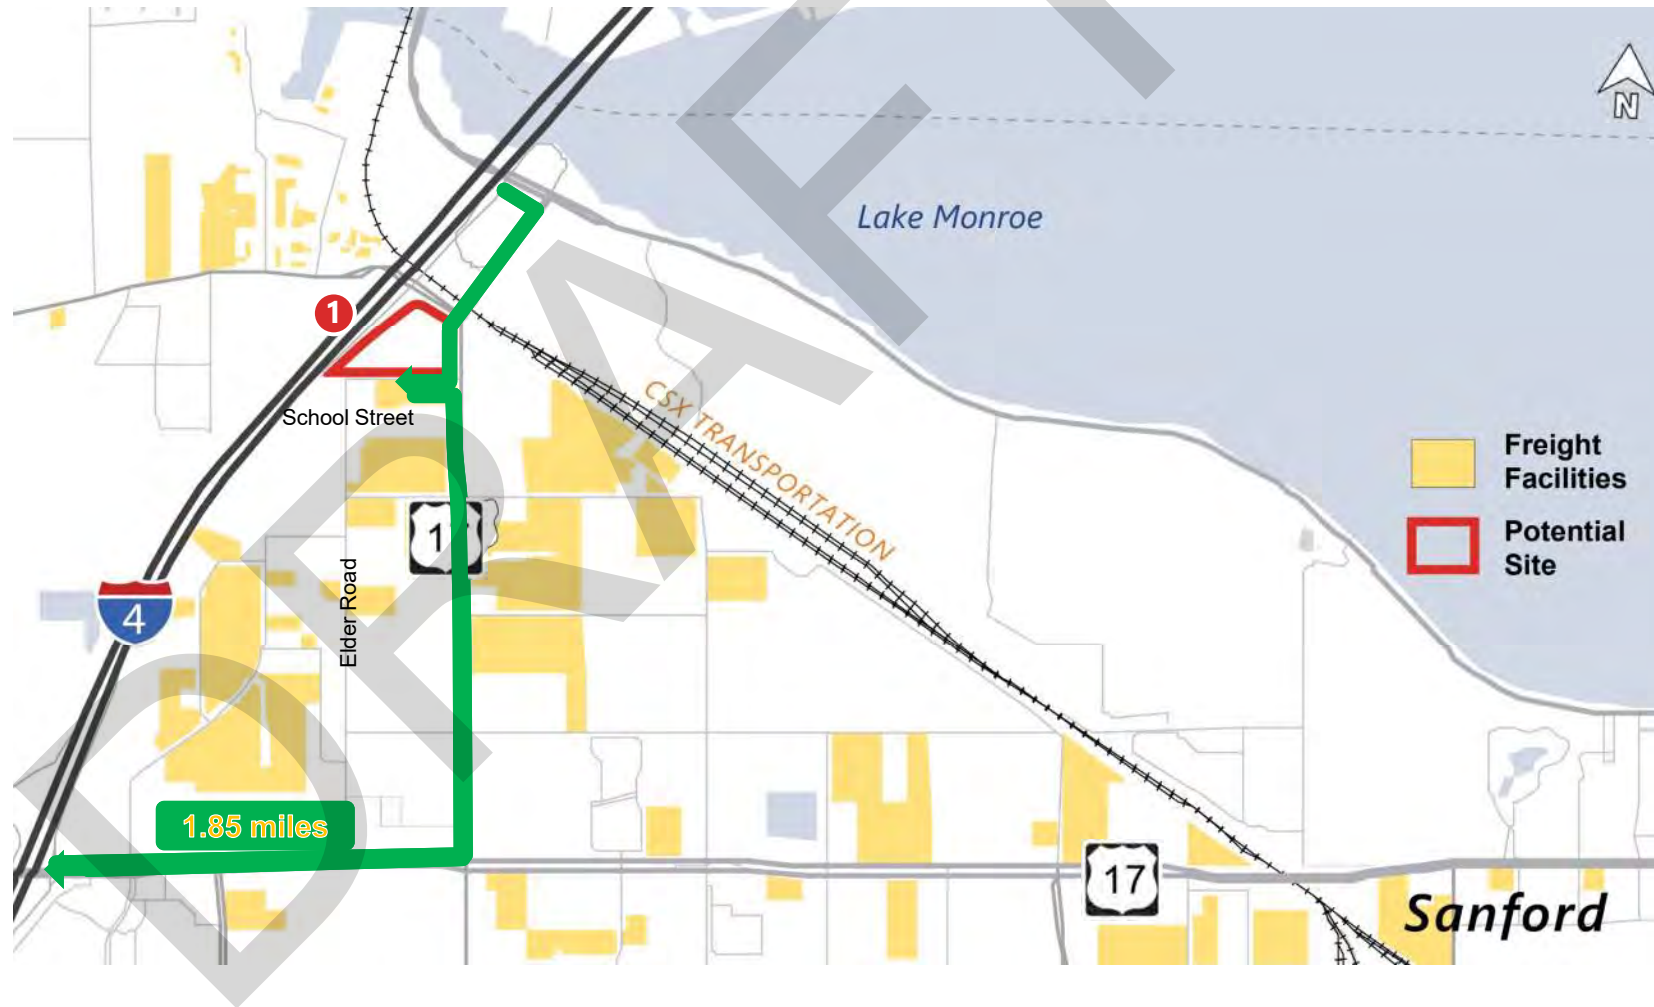 N
Lake Monroe
1
CSX TRANSPORTATION
School Street
Freight
Facilities
Potential
Site
17
Elder Road
4
1.85 miles
17
Sanford
DRAFT